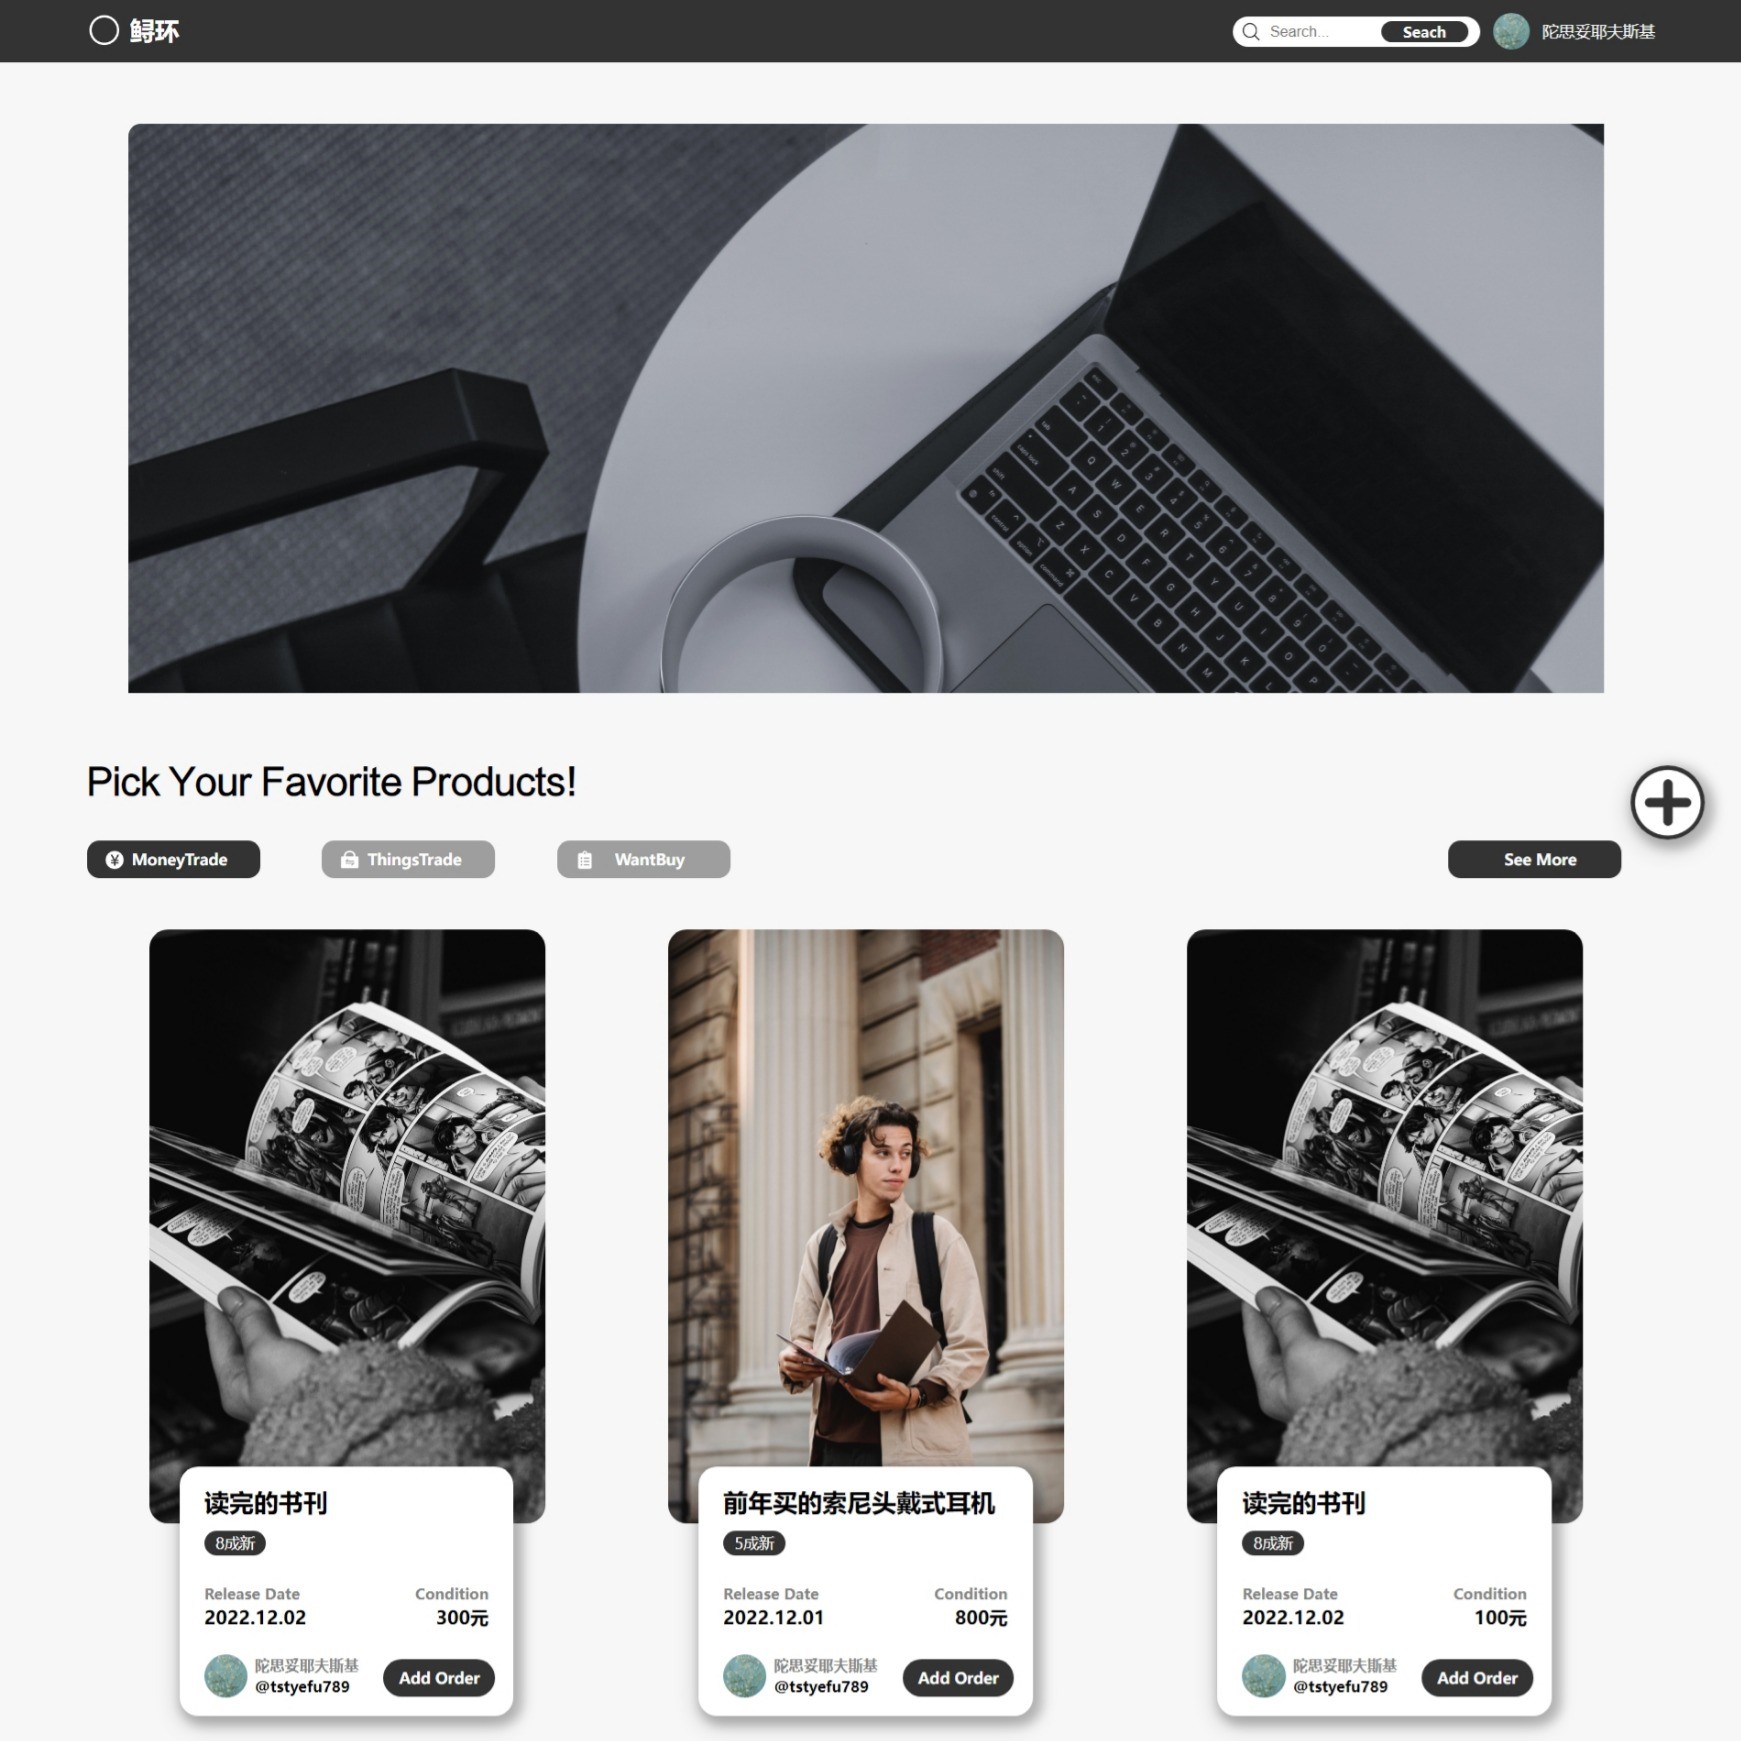 鲟环
Search...
Seach
陀思妥耶夫斯基
Pick Your Favorite Products!
MoneyTrade
ThingsTrade
WantBuy
See More
读完的书刊
8成新
Release Date
Condition
2022.12.02
300元
陀思妥耶夫斯基
@tstyefu789
Add Order
前年买的索尼头戴式耳机
5成新
Release Date
Condition
2022.12.01
800元
陀思妥耶夫斯基
@tstyefu789
Add Order
读完的书刊
8成新
Release Date
Condition
2022.12.02
100元
陀思妥耶夫斯基
@tstyefu789
Add Order